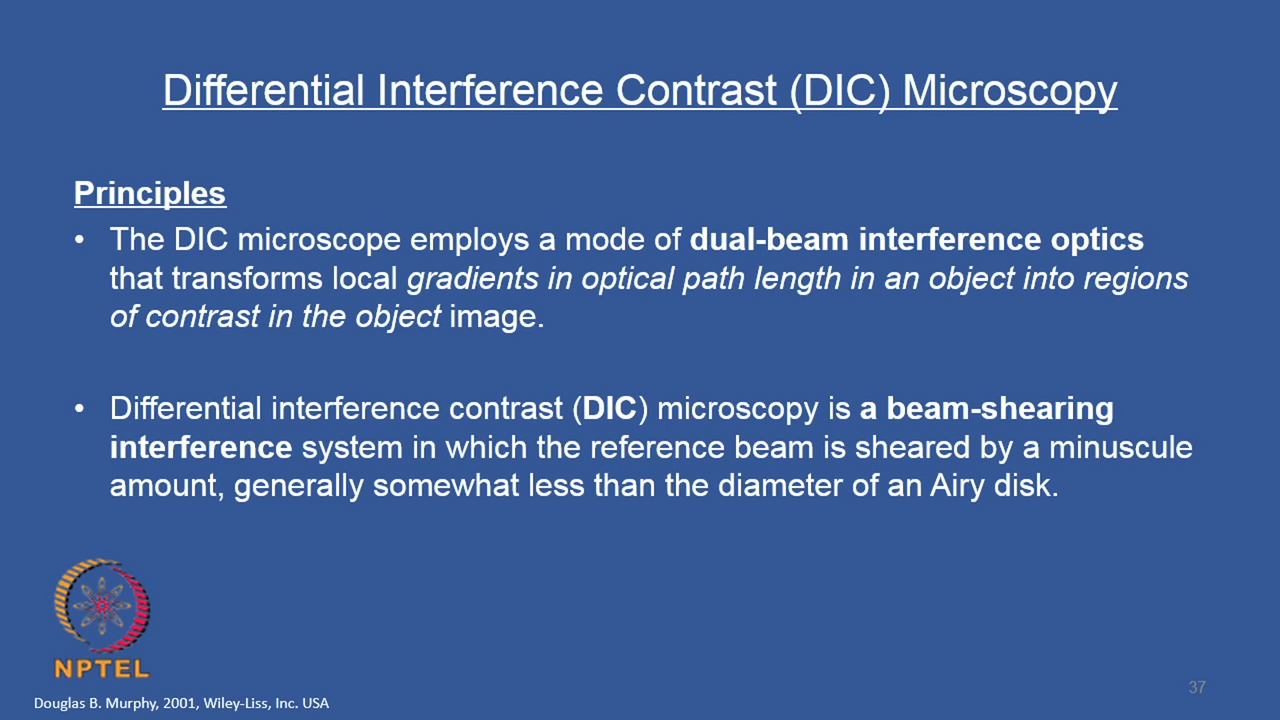 Differential Interference Contrast (DIC) Microscopy
Principles
• The DIC microscope employs a mode of dual-beam interference optics
that transforms local gradients in optical path length in an object into regions
of contrast in the object image.
• Differential interference contrast (DIC) microscopy is a beam-shearing
interference system in which the reference beam is sheared by a minuscule
amount, generally somewhat less than the diameter of an Airy disk.
NPTEL
37
Douglas B. Murphy, 2001, Wiley-Liss, Inc. USA